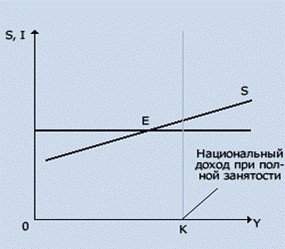 S, I
S
E
Национальный
доход при пол-
ной занятости
0
K
Y